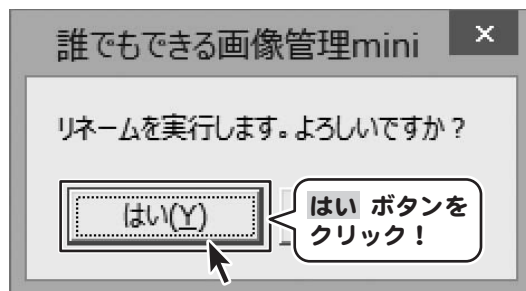 誰でもできる画像管理mini
×
リネームを実行します。よろしいですか?
はい(Y)
はい ボタンを
クリック!